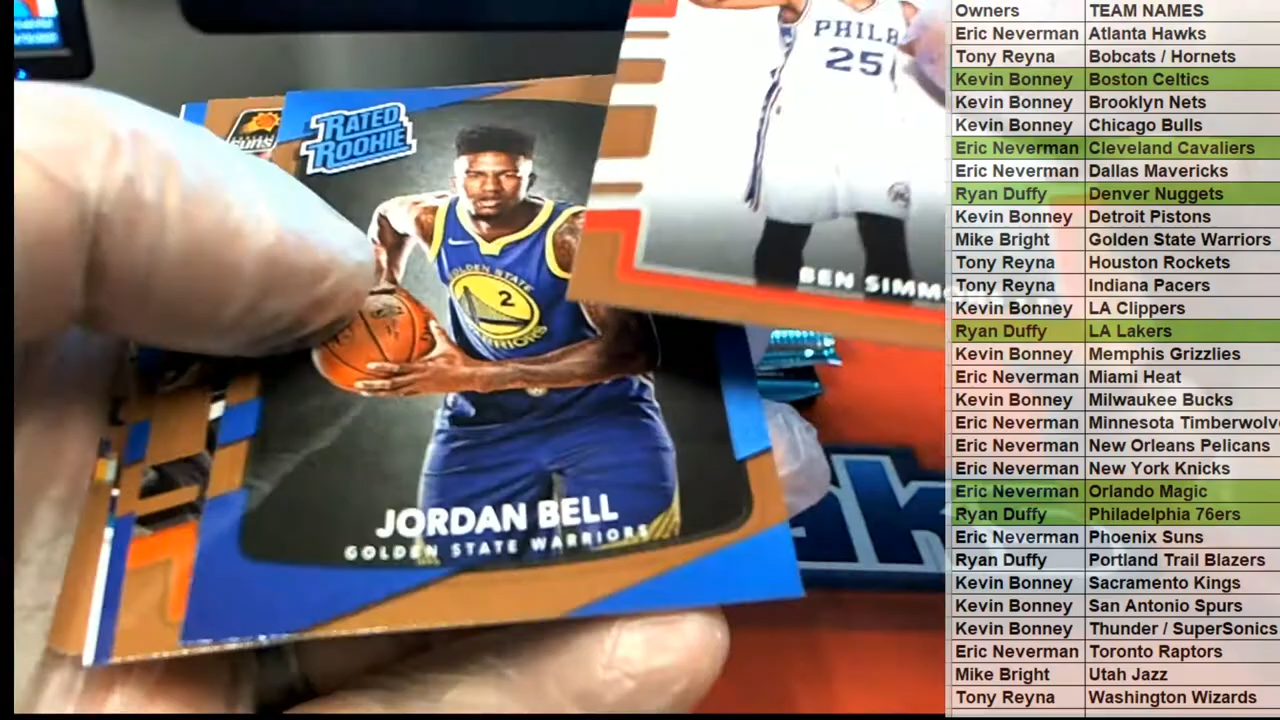 RATED
ROOKIE
SUNS
PHILA
25
BEN SIMM
GOLDEN STATE
2
WARRIORS
JORDAN BELL
GOLDEN STATE WARRIORS
Owners TEAM NAMES
Eric Neverman Atlanta Hawks
Tony Reyna Bobcats / Hornets
Kevin Bonney Boston Celtics
Kevin Bonney Brooklyn Nets
Kevin Bonney Chicago Bulls
Eric Neverman Cleveland Cavaliers
Eric Neverman Dallas Mavericks
Ryan Duffy Denver Nuggets
Kevin Bonney Detroit Pistons
Mike Bright Golden State Warriors
Tony Reyna Houston Rockets
Tony Reyna Indiana Pacers
Kevin Bonney LA Clippers
Ryan Duffy LA Lakers
Kevin Bonney Memphis Grizzlies
Eric Neverman Miami Heat
Kevin Bonney Milwaukee Bucks
Eric Neverman Minnesota Timberwolve
Eric Neverman New Orleans Pelicans
Eric Neverman New York Knicks
Eric Neverman Orlando Magic
Ryan Duffy Philadelphia 76ers
Eric Neverman Phoenix Suns
Ryan Duffy Portland Trail Blazers
Kevin Bonney Sacramento Kings
Kevin Bonney San Antonio Spurs
Kevin Bonney Thunder / SuperSonics
Eric Neverman Toronto Raptors
Mike Bright Utah Jazz
Tony Reyna Washington Wizards